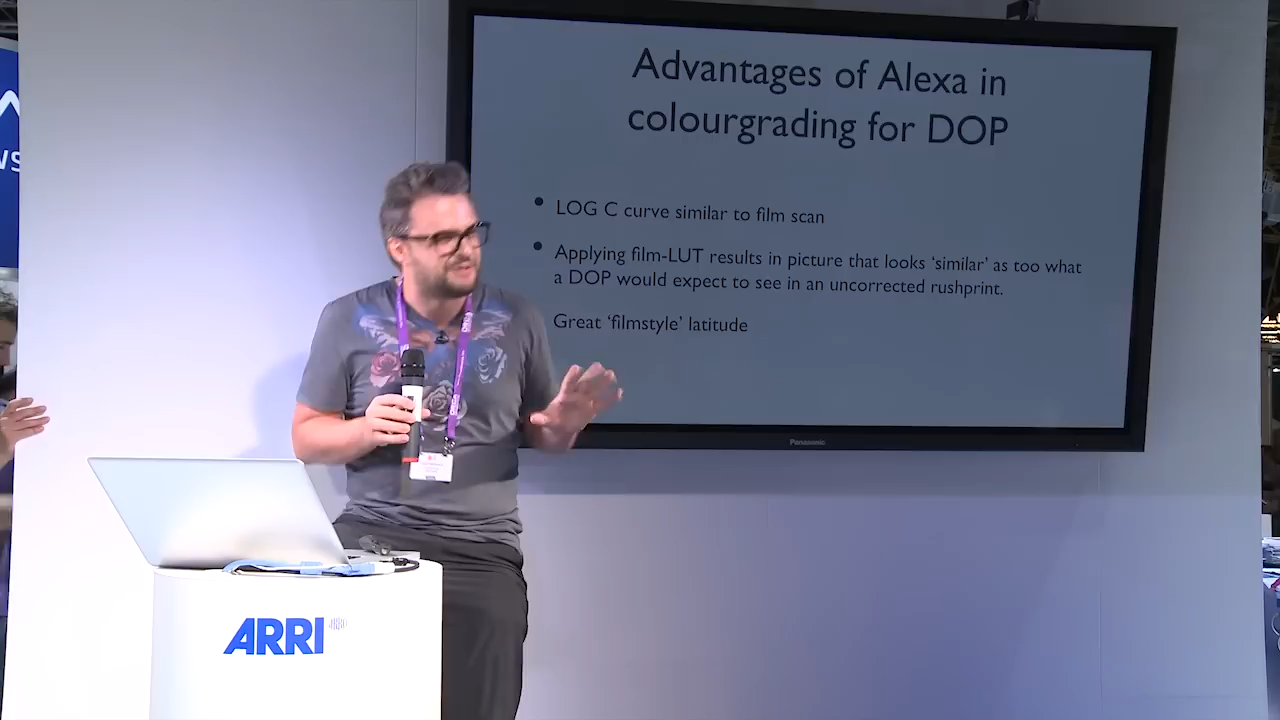 Advantages of Alexa in
colourgrading for DOP
• LOG C curve similar to film scan
• Applying film-LUT results in picture that looks ‘similar’ as too what
a DOP would expect to see in an uncorrected rushprint.
Great ‘filmstyle’ latitude
Panasonic
ARRI